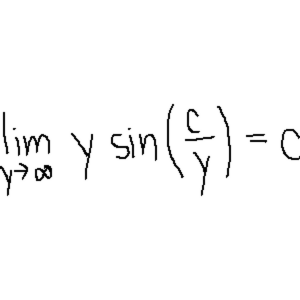 lim y→∞ y sin(c/y) = c